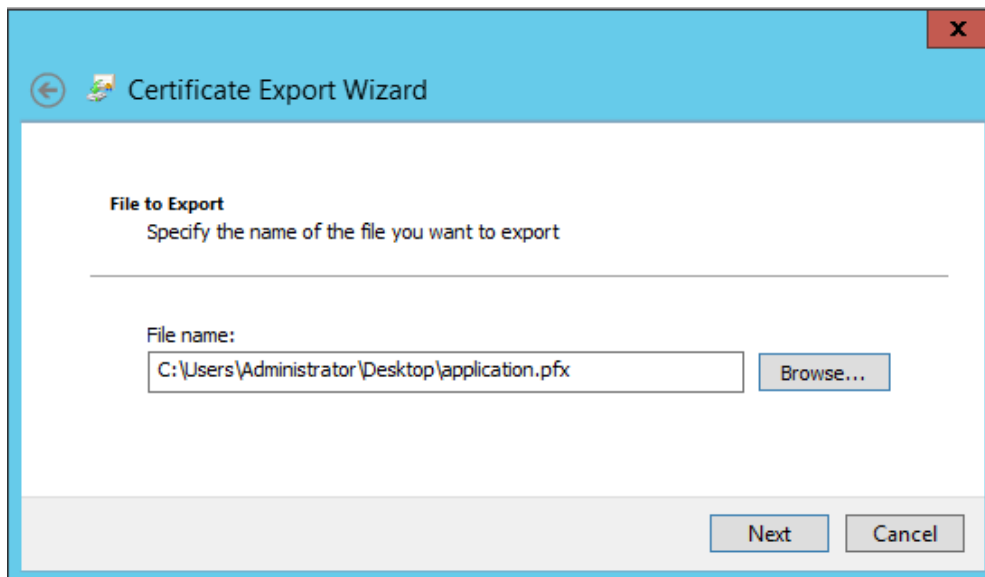 x
Certificate Export Wizard
File to Export
Specify the name of the file you want to export
File name:
C:\Users\Administrator\Desktop\application.pfx
Browse...
Next Cancel